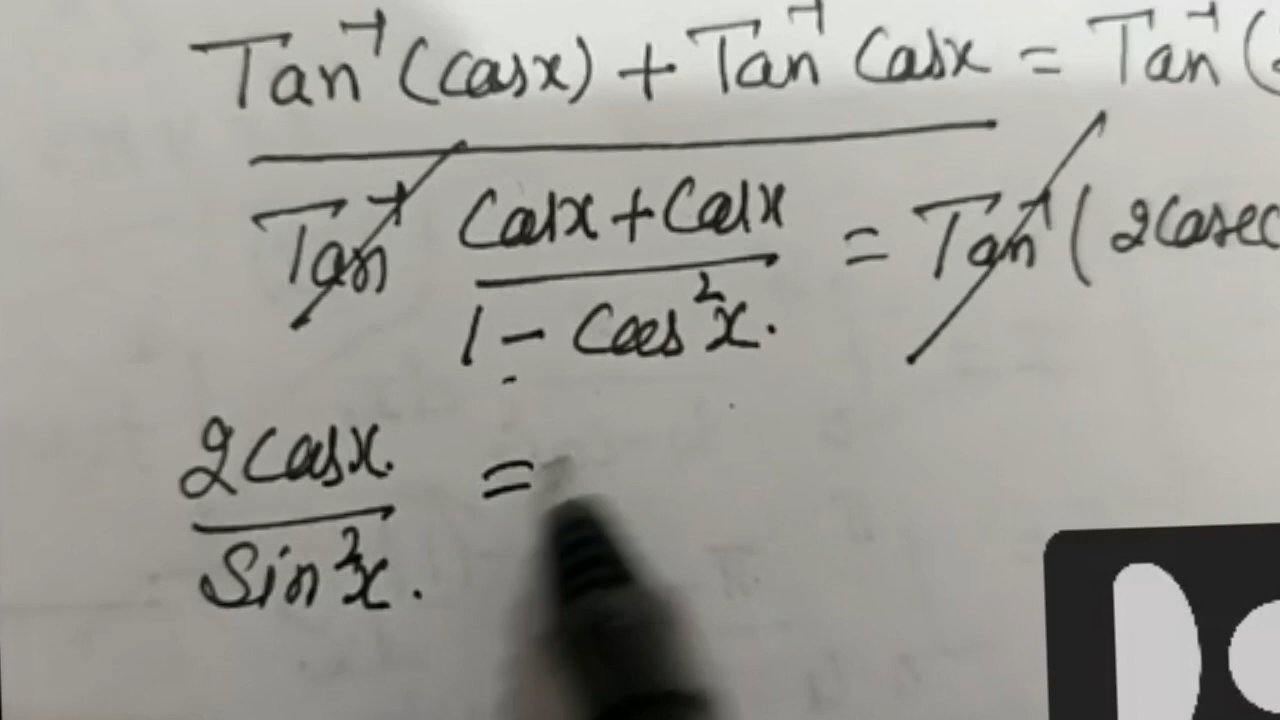 Tan⁻¹(Cosx) + Tan⁻¹ Cosx = Tan⁻¹(2
Tan⁻¹ Cosx + Cosx / 1 - Cos²x. = Tan⁻¹(2Cosec
2Cosx. / Sin²x. =